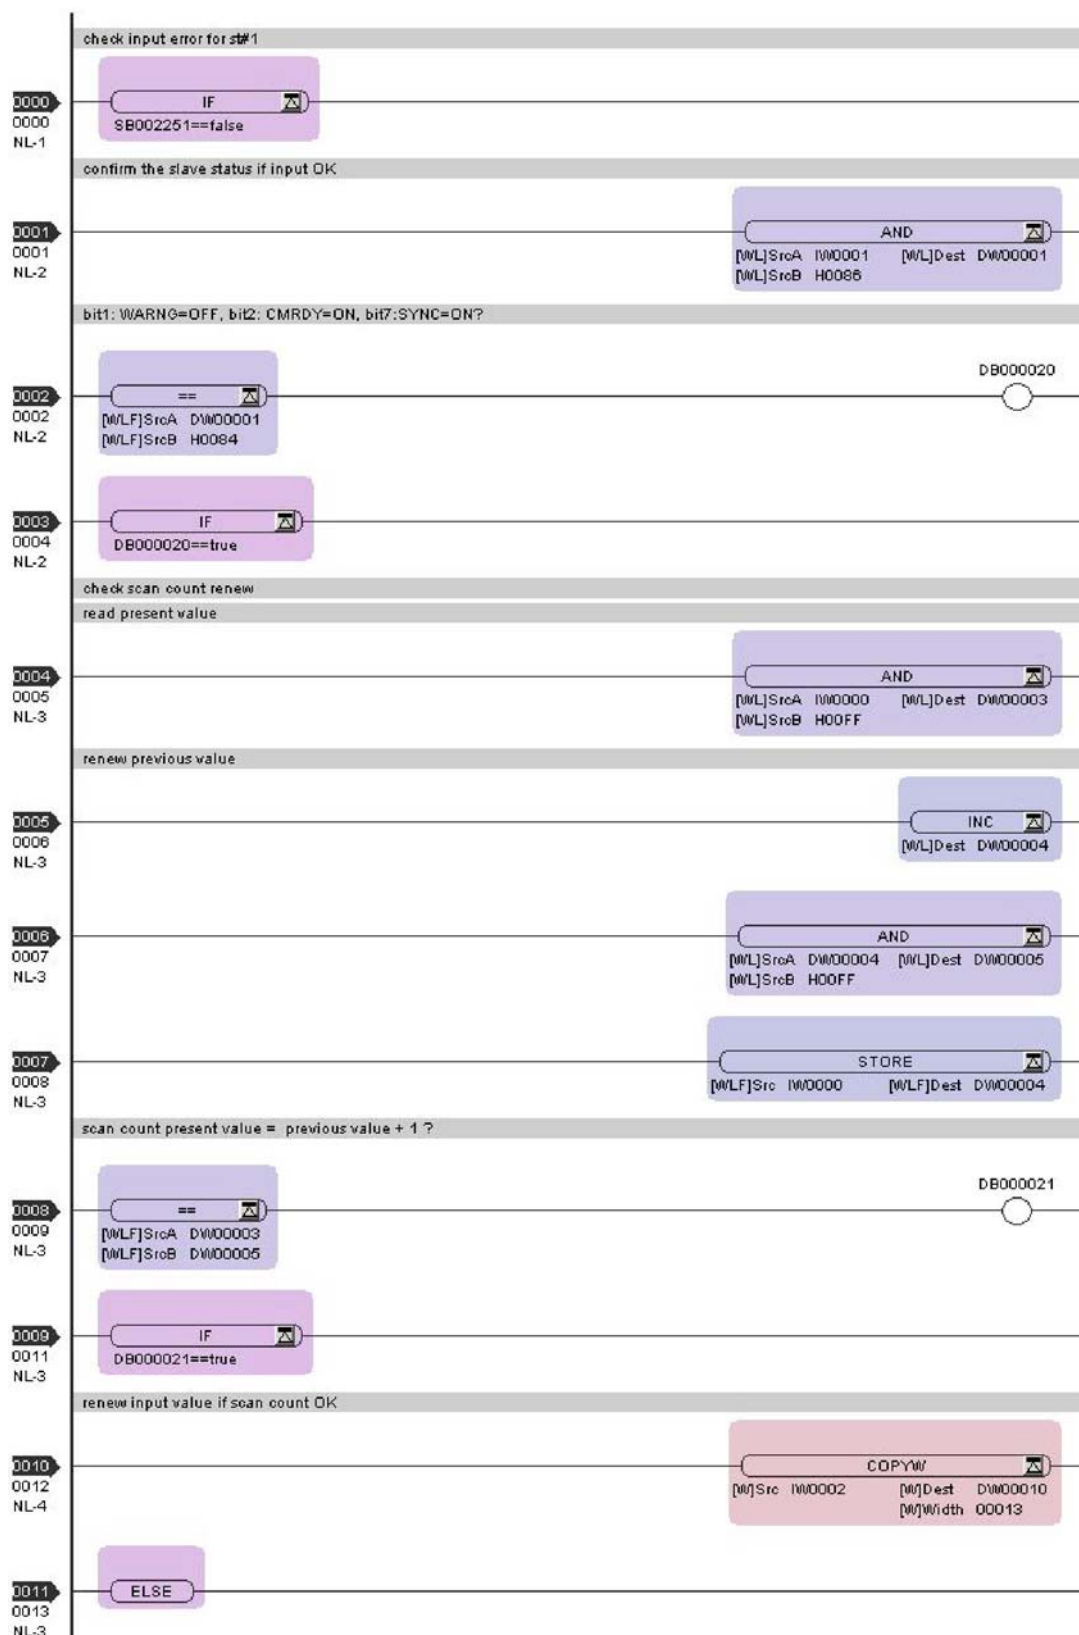 check input error for st#1
0000 IF
0000 SB002251==false
NL-1
confirm the slave status if input OK
0001 AND
0001 [WL]SrcA IW0001 [WL]Dest DW00001
NL-2 [WL]SrcB H0086
bit1: WARNG=OFF, bit2: CMRDY=ON, bit7:SYNC=ON?
DB000020
0002 ==
0002 [WLF]SrcA DW00001
NL-2 [WLF]SrcB H0084
0003 IF
0004 DB000020==true
NL-2
check scan count renew
read present value
0004 AND
0005 [WL]SrcA IW0000 [WL]Dest DW00003
NL-3 [WL]SrcB H00FF
renew previous value
0005 INC
0006 [WL]Dest DW00004
NL-3
0006 AND
0007 [WL]SrcA DW00004 [WL]Dest DW00005
NL-3 [WL]SrcB H00FF
0007 STORE
0008 [WLF]Src IW0000 [WLF]Dest DW00004
NL-3
scan count present value = previous value + 1 ?
DB000021
0008 ==
0009 [WLF]SrcA DW00003
NL-3 [WLF]SrcB DW00005
0009 IF
0011 DB000021==true
NL-3
renew input value if scan count OK
0010 COPYW
0012 [W]Src IW0002 [W]Dest DW00010
NL-4 [W]Width 00013
0011 ELSE
0013
NL-3